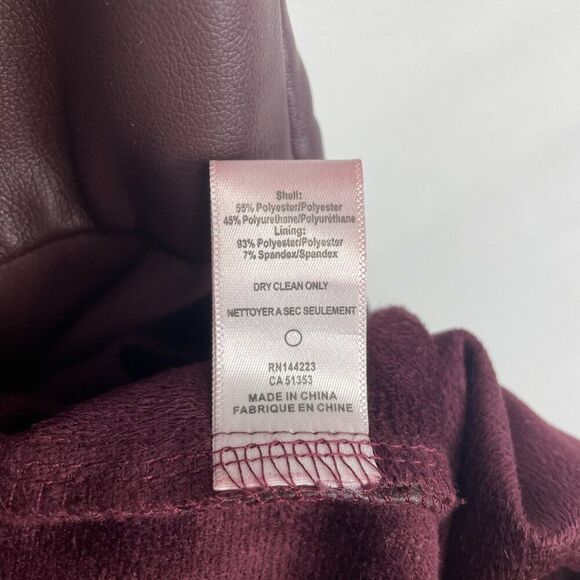 Shell:
55% Polyester/Polyester
45% Polyurethane/Polyuréthane
Lining:
93% Polyester/Polyester
7% Spandex/Spandex
DRY CLEAN ONLY
NETTOYER A SEC SEULEMENT
RN144223
CA 51353
MADE IN CHINA
FABRIQUE EN CHINE